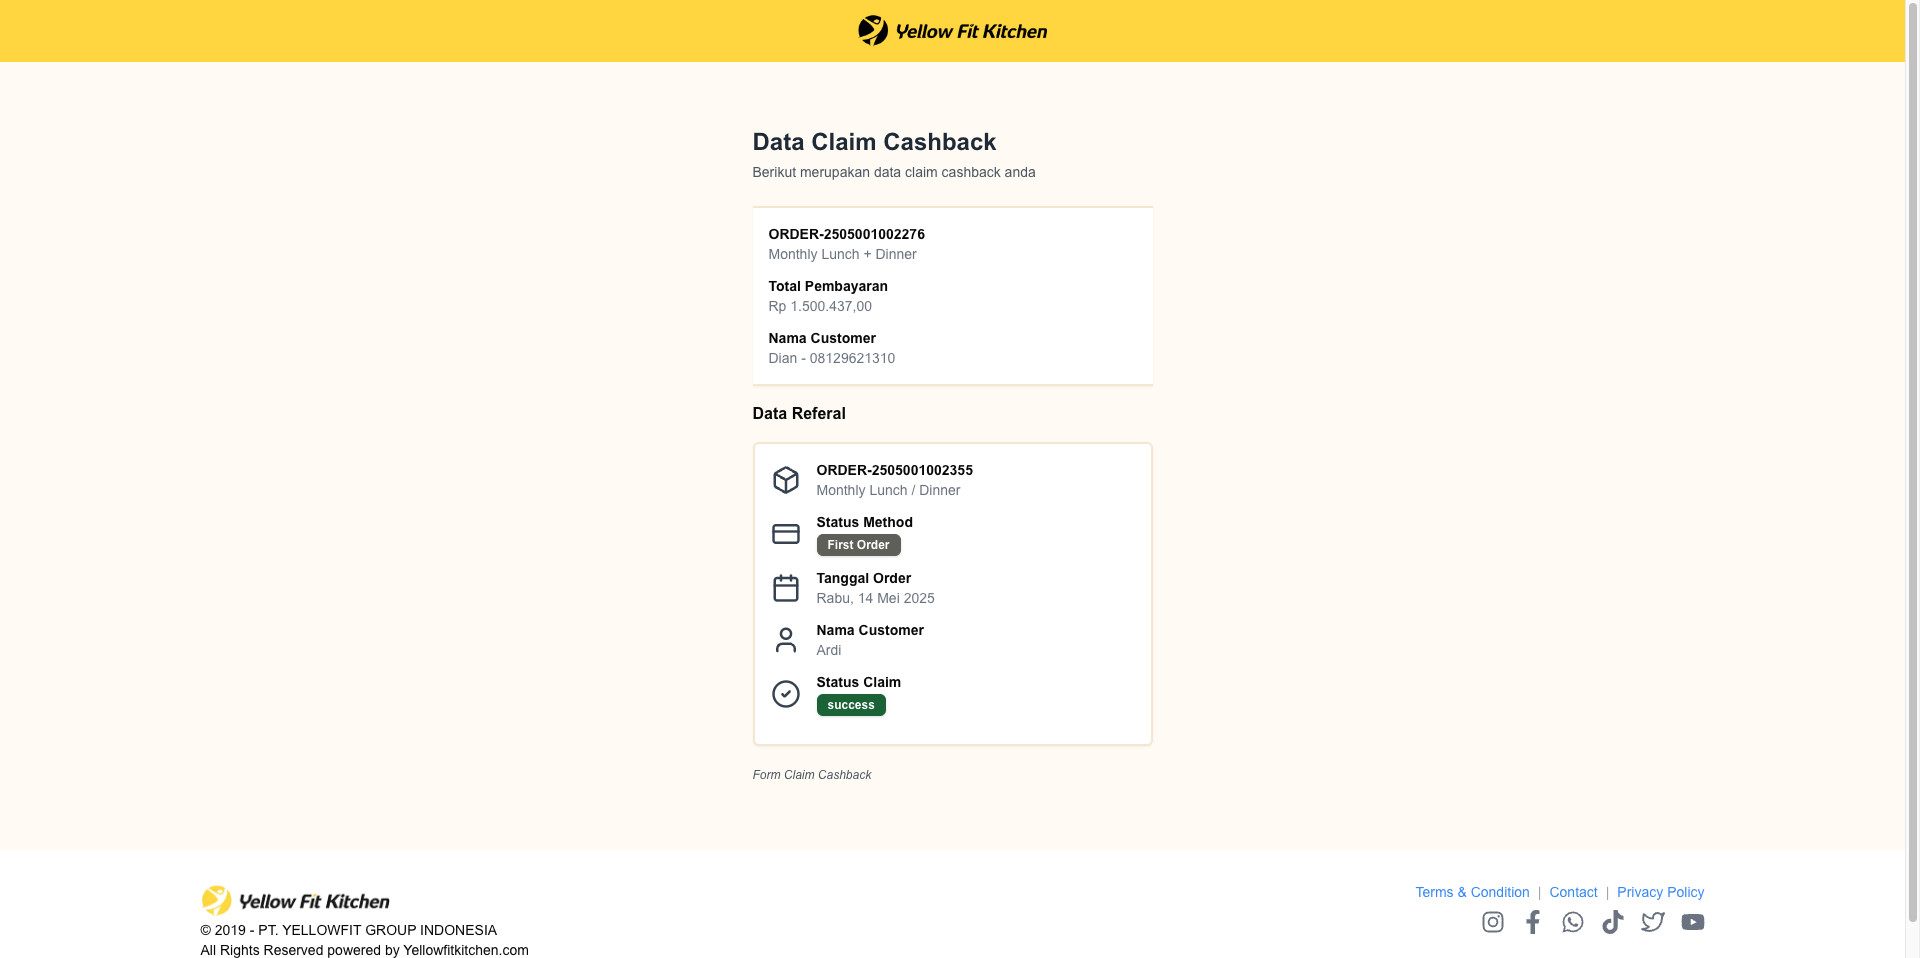 Yellow Fit Kitchen
Data Claim Cashback
Berikut merupakan data claim cashback anda
ORDER-2505001002276
Monthly Lunch + Dinner
Total Pembayaran
Rp 1.500.437,00
Nama Customer
Dian - 08129621310
Data Referal
ORDER-2505001002355
Monthly Lunch / Dinner
Status Method
First Order
Tanggal Order
Rabu, 14 Mei 2025
Nama Customer
Ardi
Status Claim
success
Form Claim Cashback
Yellow Fit Kitchen
© 2019 - PT. YELLOWFIT GROUP INDONESIA
All Rights Reserved powered by Yellowfitkitchen.com
Terms & Condition | Contact | Privacy Policy